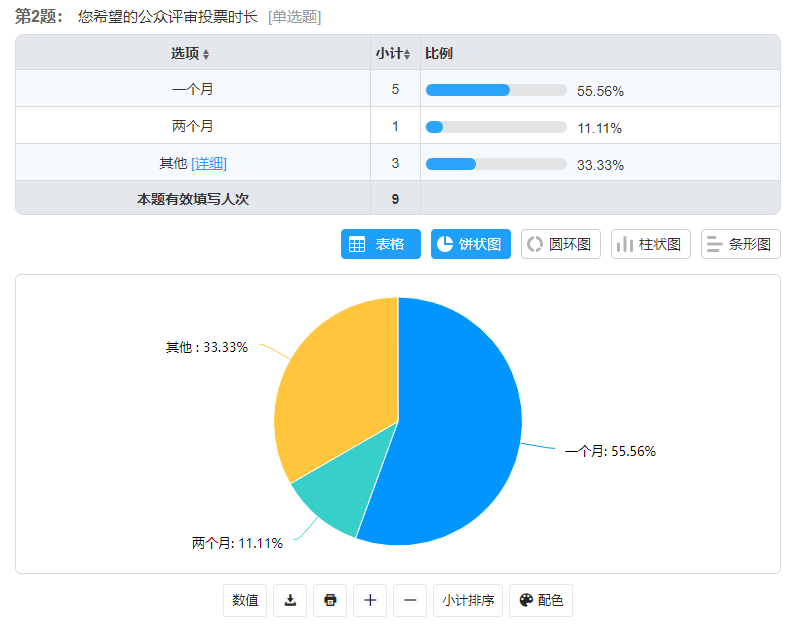 第2题： 您希望的公众评审投票时长 [单选题]
选项 小计 比例
一个月 5 55.56%
两个月 1 11.11%
其他 [详细] 3 33.33%
本题有效填写人次 9
表格 饼状图 圆环图 柱状图 条形图
其他 : 33.33%
一个月: 55.56%
两个月: 11.11%
数值 小计排序 配色